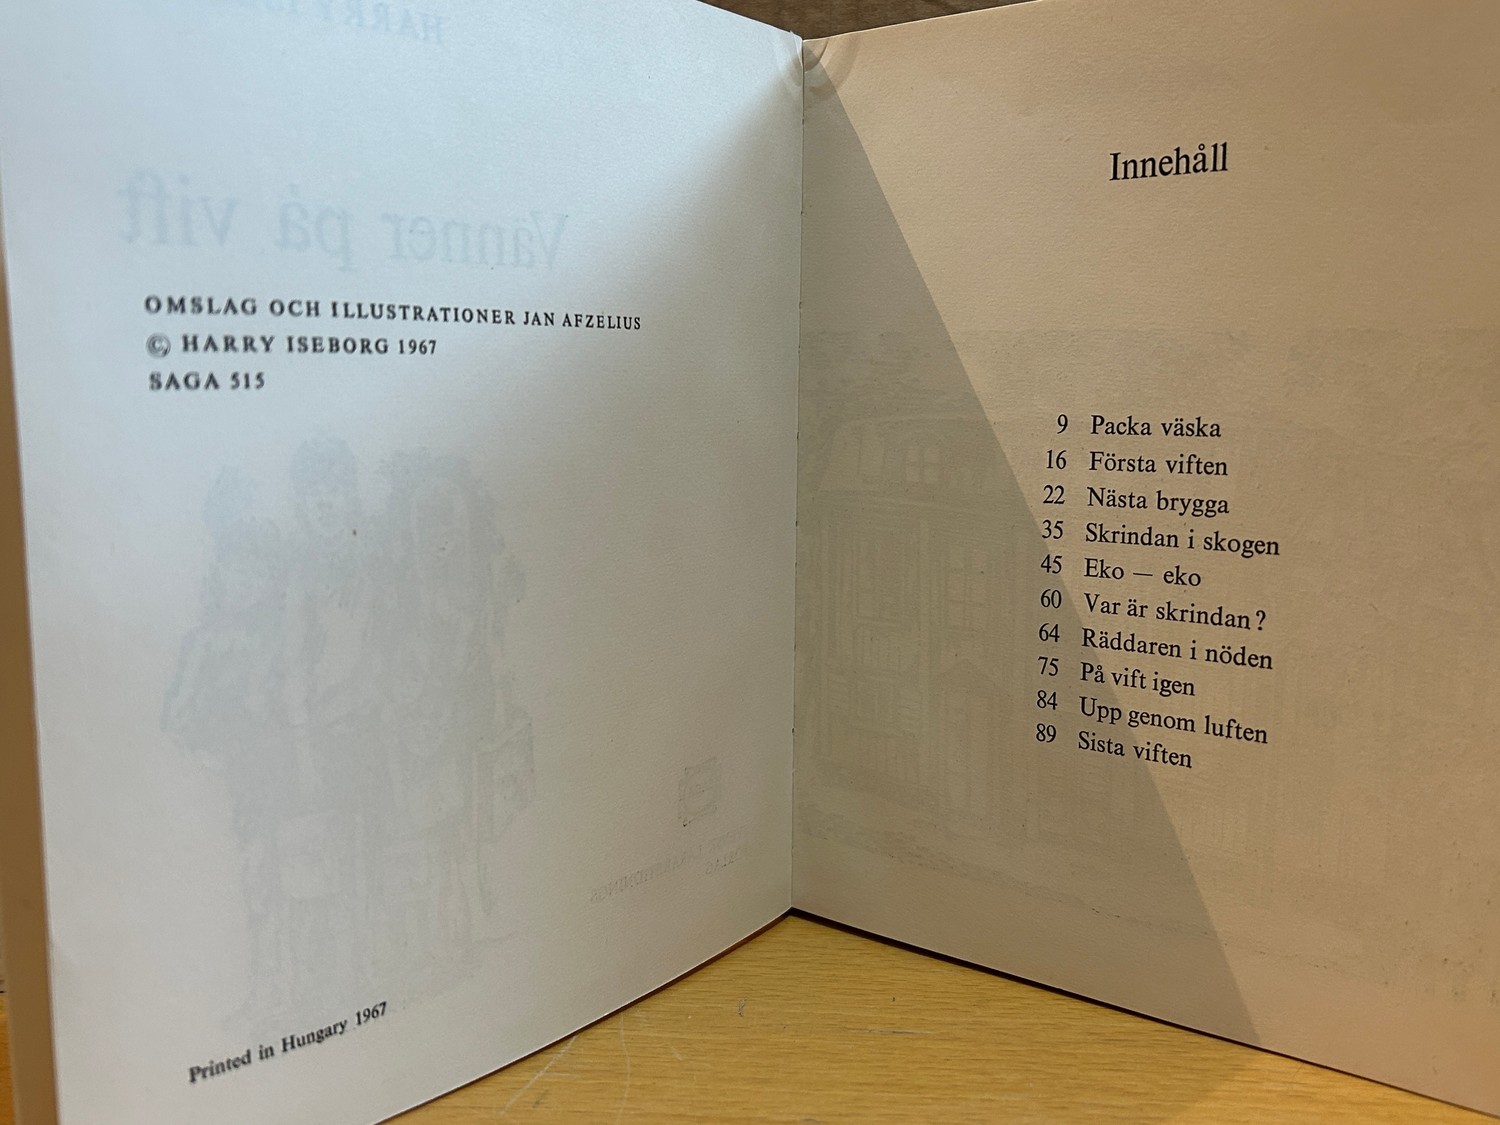 HARRY
Vänner på vift
OMSLAG OCH ILLUSTRATIONER JAN AFZELIUS
© HARRY ISEBORG 1967
SAGA 515
Printed in Hungary 1967
Innehåll
9 Packa väska
16 Första viften
22 Nästa brygga
35 Skrindan i skogen
45 Eko — eko
60 Var är skrindan?
64 Räddaren i nöden
75 På vift igen
84 Upp genom luften
89 Sista viften